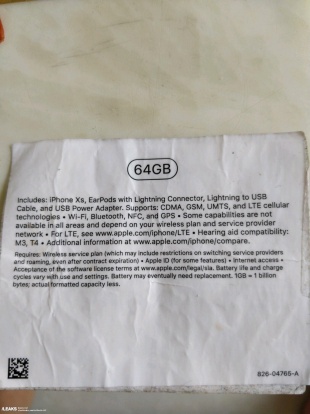 64GB
Includes: iPhone Xs, EarPods with Lightning Connector, Lightning to USB
Cable, and USB Power Adapter. Supports: CDMA, GSM, UMTS, and LTE cellular
technologies • Wi-Fi, Bluetooth, NFC, and GPS • Some capabilities are not
available in all areas and depend on your wireless plan and service provider
network • For LTE, see www.apple.com/iphone/LTE • Hearing aid compatibility:
M3, T4 • Additional information at www.apple.com/iphone/compare.
Requires: Wireless service plan (which may include restrictions on switching service providers
and roaming, even after contract expiration) • Apple ID (for some features) • Internet access •
Acceptance of the software license terms at www.apple.com/legal/sla. Battery life and charge
cycles vary with use and settings. Battery may eventually need replacement. 1GB = 1 billion
bytes; actual formatted capacity less.
826-04765-A